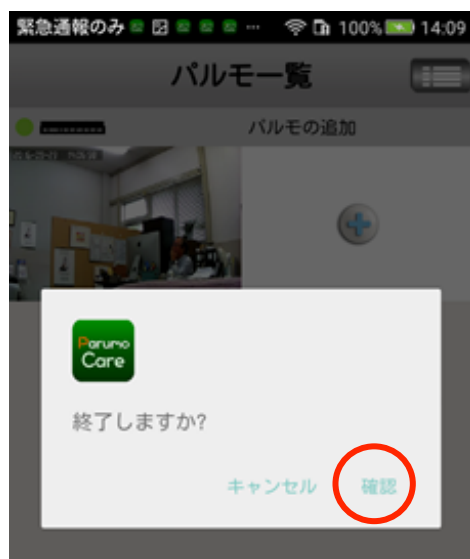 緊急通報のみ ... 100% 14:09
パルモ一覧
パルモの追加
Parumo
Care
終了しますか?
キャンセル 確認